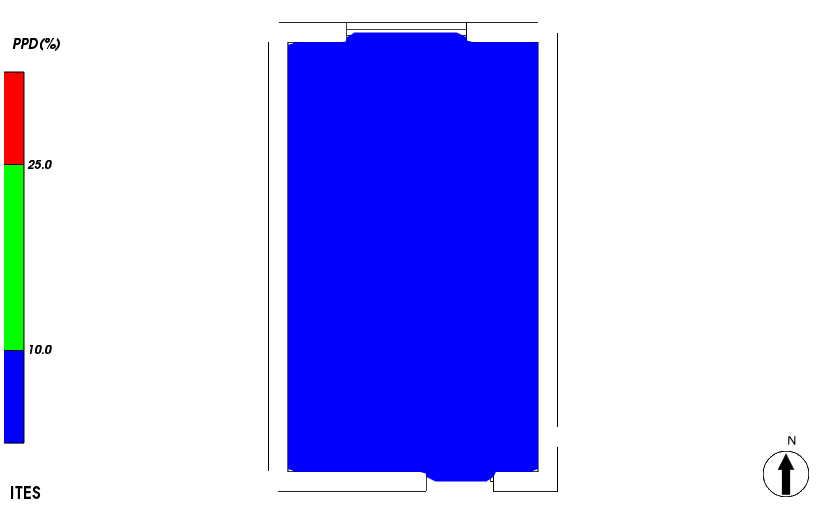 PPD(%)
25.0
10.0
N
ITES